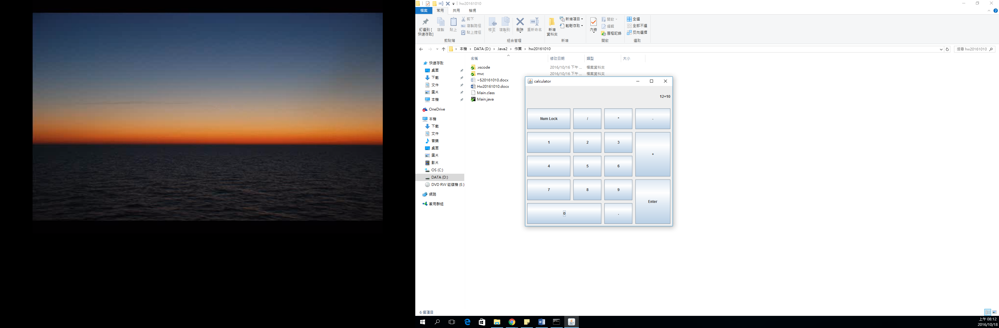 hw20161010
檔案 常用 共用 檢視
釘選到 [
快速存取]
複製
貼上
剪下
複製路徑
貼上捷徑
剪貼簿
移至
複製到
刪除
重新命名
組合管理
新增
資料夾
新增項目
輕鬆存取
新增
內容
開啟
編輯
歷程記錄
開啟
全選
全部不選
反向選擇
選取
本機 DATA (D:) Java2 作業 hw20161010
搜尋 hw20161010
名稱 修改日期 類型 大小
.vscode 2016/10/16 下午 ... 檔案資料夾
mvc 2016/10/16 下午 ... 檔案資料夾
~$20161010.docx
Hw20161010.docx
Main.class
Main.java
快速存取
桌面
下載
文件
圖片
本機
OneDrive
本機
下載
文件
音樂
桌面
圖片
影片
OS (C:)
DATA (D:)
DVD RW 磁碟機 (E:)
網路
家用群組
calculator
12+10
Num Lock / * -
1 2 3 +
4 5 6
7 8 9 Enter
0 .
6 個項目
上午 08:12
2016/10/18